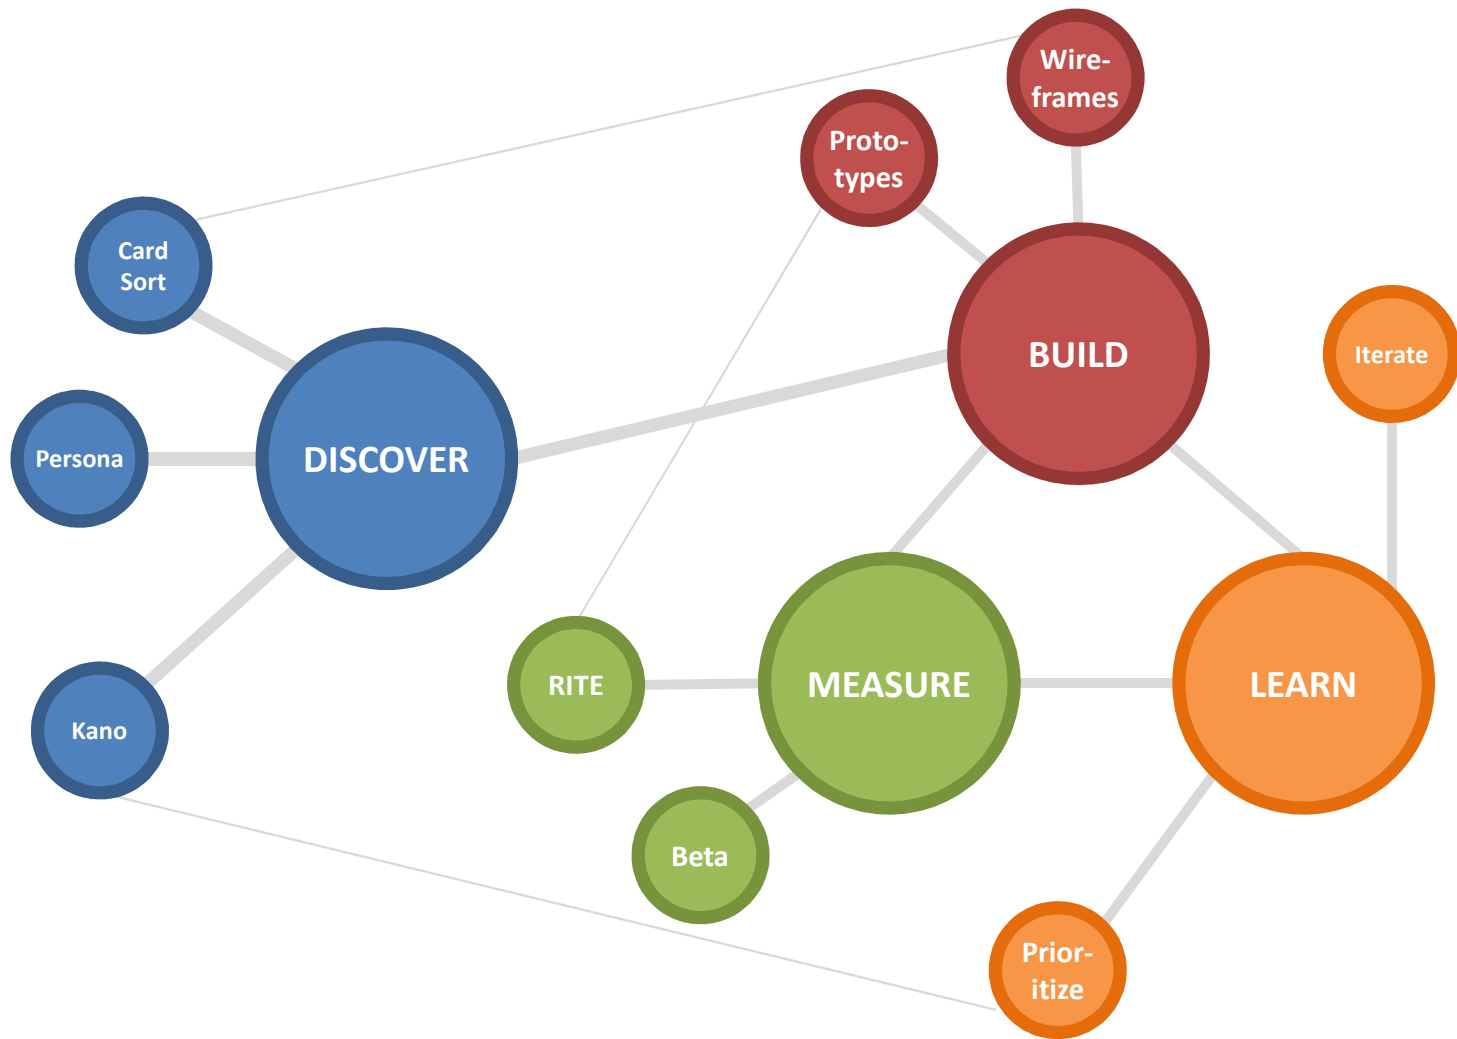 Wire-
frames
Proto-
types
Card
Sort
BUILD
Iterate
Persona
DISCOVER
RITE
MEASURE
LEARN
Kano
Beta
Prior-
itize